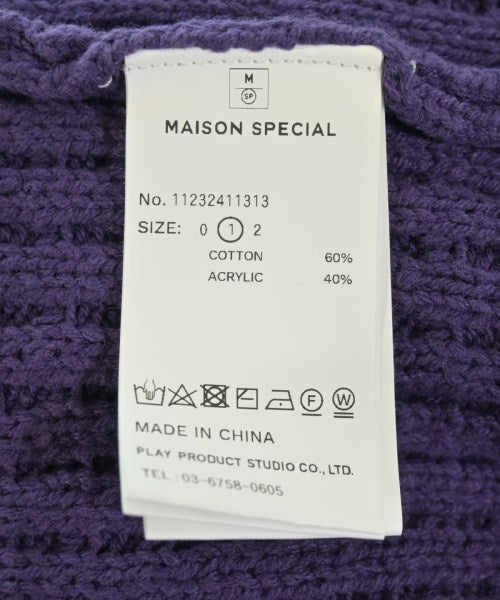 M
SP
MAISON SPECIAL
No. 11232411313
SIZE: 0 1 2
COTTON 60%
ACRYLIC 40%
F W
MADE IN CHINA
PLAY PRODUCT STUDIO CO., LTD.
TEL:03-6758-0605